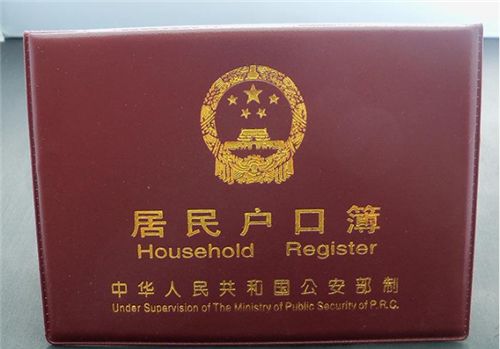 居民户口簿
Household Register
中华人民共和国公安部制
Under Supervision of The Ministry of Public Security of P.R.C.